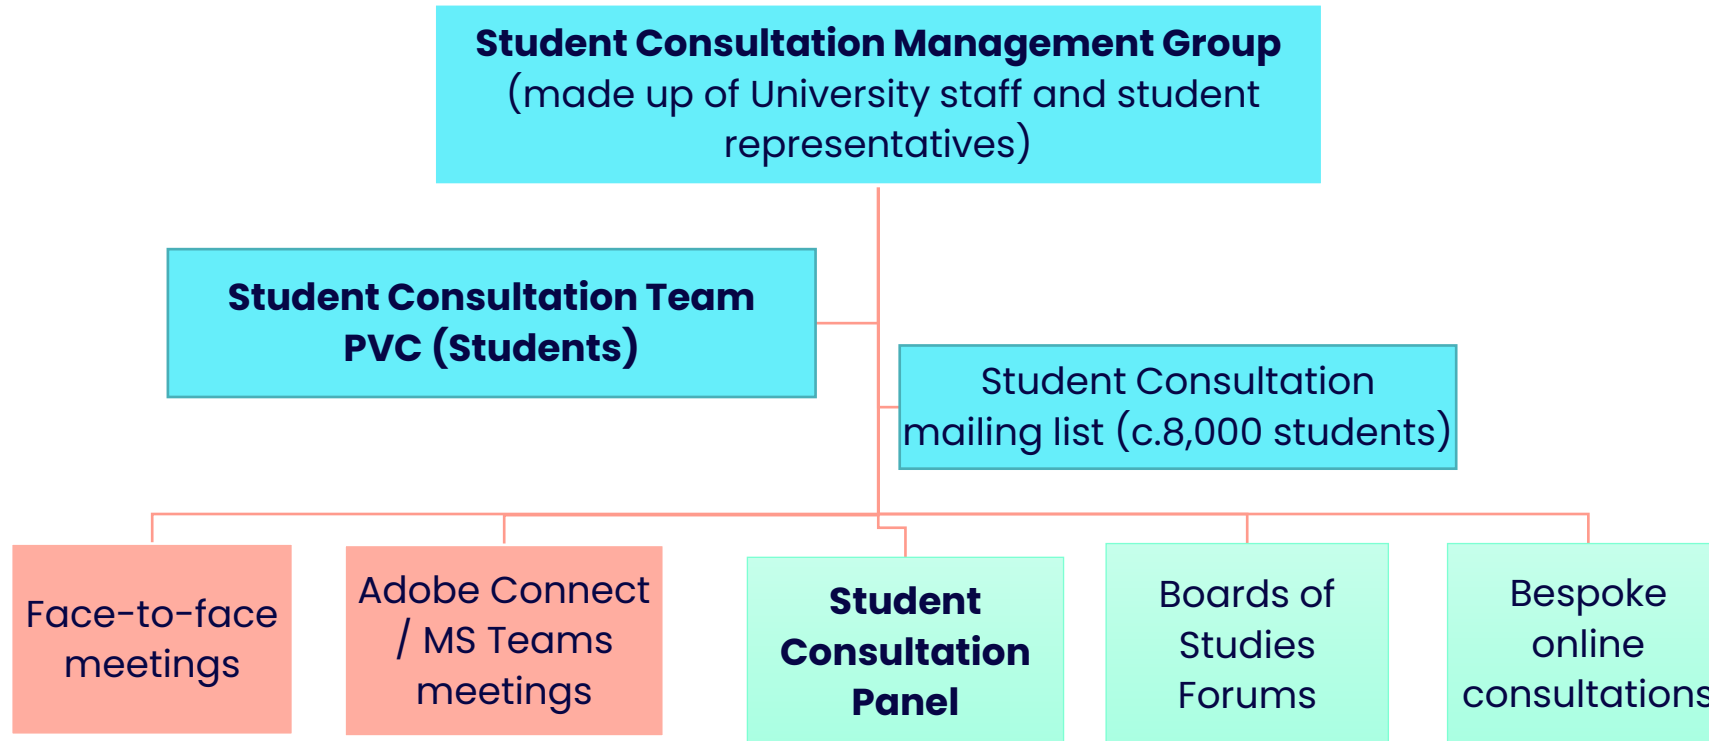 Student Consultation Management Group
(made up of University staff and student
representatives)
Student Consultation Team
PVC (Students)
Student Consultation
mailing list (c.8,000 students)
Face-to-face
meetings
Adobe Connect
/ MS Teams
meetings
Student
Consultation
Panel
Boards of
Studies
Forums
Bespoke
online
consultations